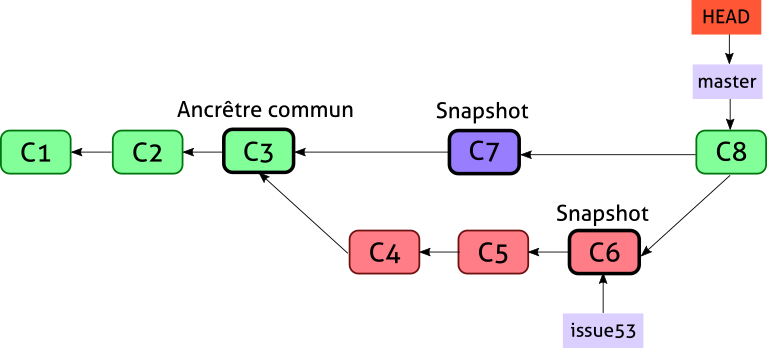 HEAD
master
Ancrêtre commun
Snapshot
C1
C2
C3
C7
C8
Snapshot
C4
C5
C6
issue53